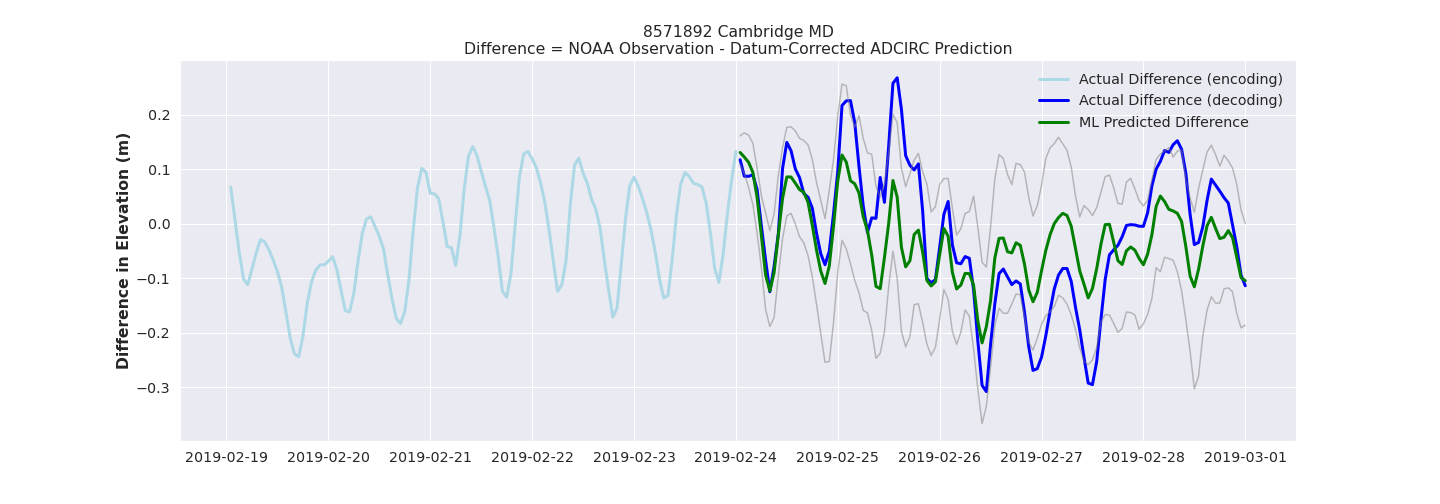 8571892 Cambridge MD
Difference = NOAA Observation - Datum-Corrected ADCIRC Prediction
Actual Difference (encoding)
Actual Difference (decoding)
ML Predicted Difference
Difference in Elevation (m)
0.2
0.1
0.0
−0.1
−0.2
−0.3
2019-02-19 2019-02-20 2019-02-21 2019-02-22 2019-02-23 2019-02-24 2019-02-25 2019-02-26 2019-02-27 2019-02-28 2019-03-01